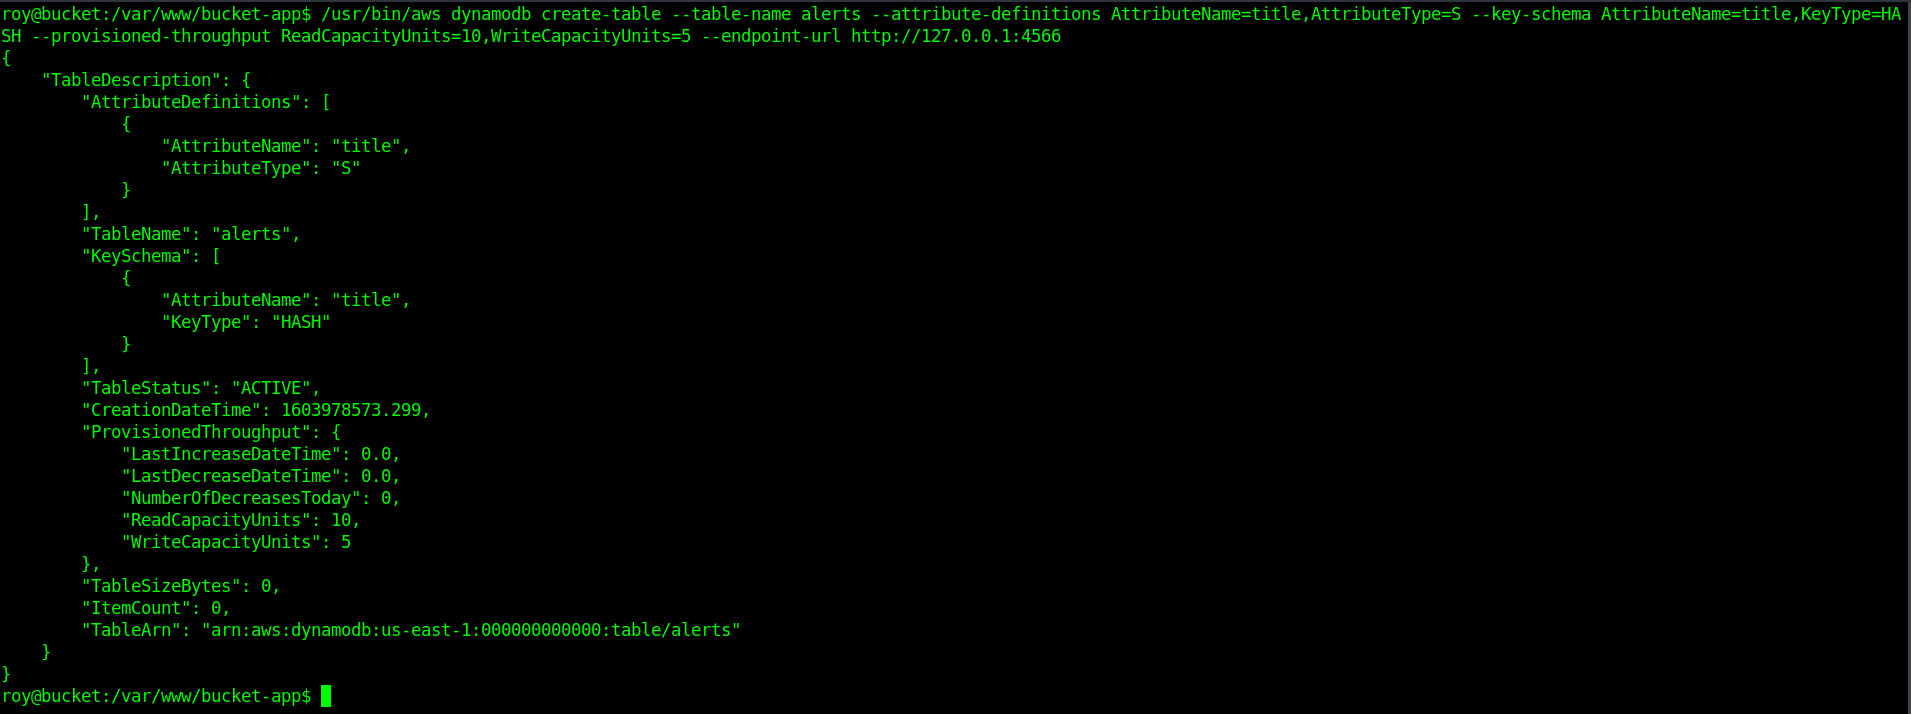 roy@bucket:/var/www/bucket-app$ /usr/bin/aws dynamodb create-table --table-name alerts --attribute-definitions AttributeName=title,AttributeType=S --key-schema AttributeName=title,KeyType=HA
SH --provisioned-throughput ReadCapacityUnits=10,WriteCapacityUnits=5 --endpoint-url http://127.0.0.1:4566
{
    "TableDescription": {
        "AttributeDefinitions": [
            {
                "AttributeName": "title",
                "AttributeType": "S"
            }
        ],
        "TableName": "alerts",
        "KeySchema": [
            {
                "AttributeName": "title",
                "KeyType": "HASH"
            }
        ],
        "TableStatus": "ACTIVE",
        "CreationDateTime": 1603978573.299,
        "ProvisionedThroughput": {
            "LastIncreaseDateTime": 0.0,
            "LastDecreaseDateTime": 0.0,
            "NumberOfDecreasesToday": 0,
            "ReadCapacityUnits": 10,
            "WriteCapacityUnits": 5
        },
        "TableSizeBytes": 0,
        "ItemCount": 0,
        "TableArn": "arn:aws:dynamodb:us-east-1:000000000000:table/alerts"
    }
}
roy@bucket:/var/www/bucket-app$